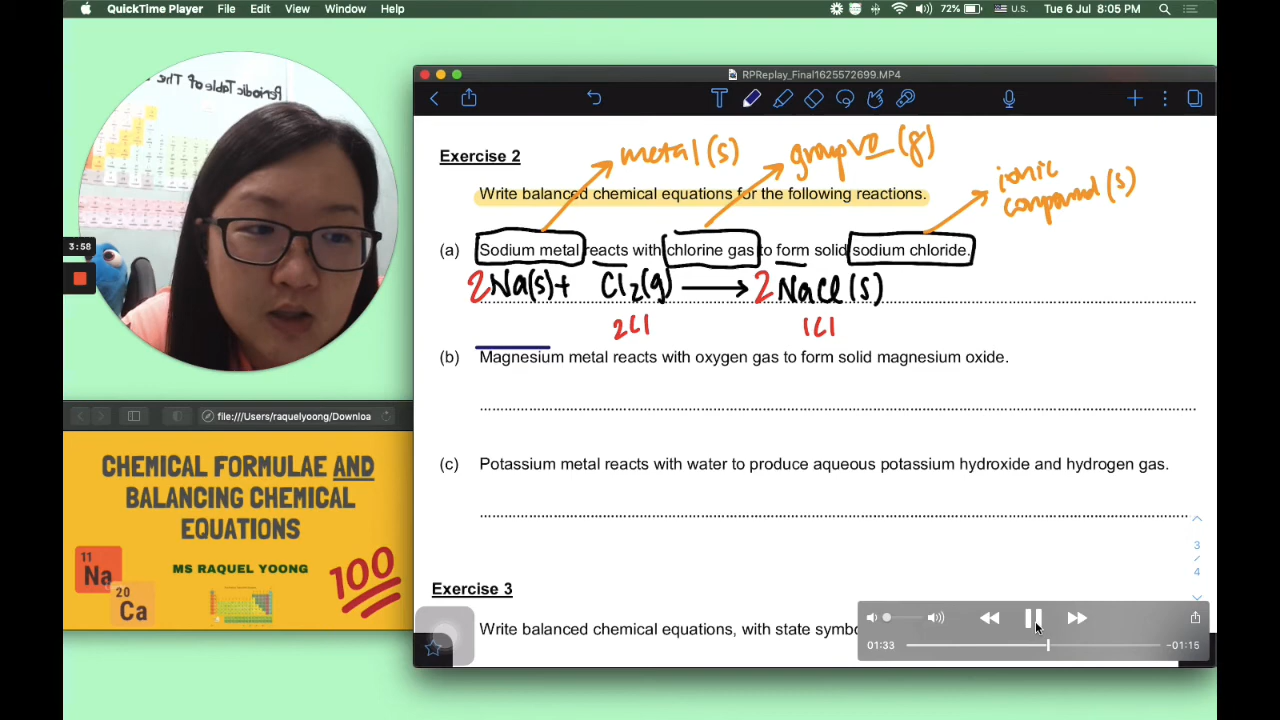 QuickTime Player File Edit View Window Help 72% U.S. Tue 6 Jul 8:05 PM
Periodic Table of The
3:58
RPReplay_Final1625572699.MP4
Exercise 2
metal (s)
group VII (g)
ionic
compound (s)
Write balanced chemical equations for the following reactions.
(a) Sodium metal reacts with chlorine gas to form solid sodium chloride.
2Na(s) + Cl2(g) → 2NaCl(s)
2Cl 1Cl
(b) Magnesium metal reacts with oxygen gas to form solid magnesium oxide.
(c) Potassium metal reacts with water to produce aqueous potassium hydroxide and hydrogen gas.
3
/
4
Exercise 3
Write balanced chemical equations, with state symbo
01:33 -01:15
file:///Users/raquelyoong/Downloa
CHEMICAL FORMULAE AND
BALANCING CHEMICAL
EQUATIONS
MS RAQUEL YOONG
11
Na
20
Ca
100